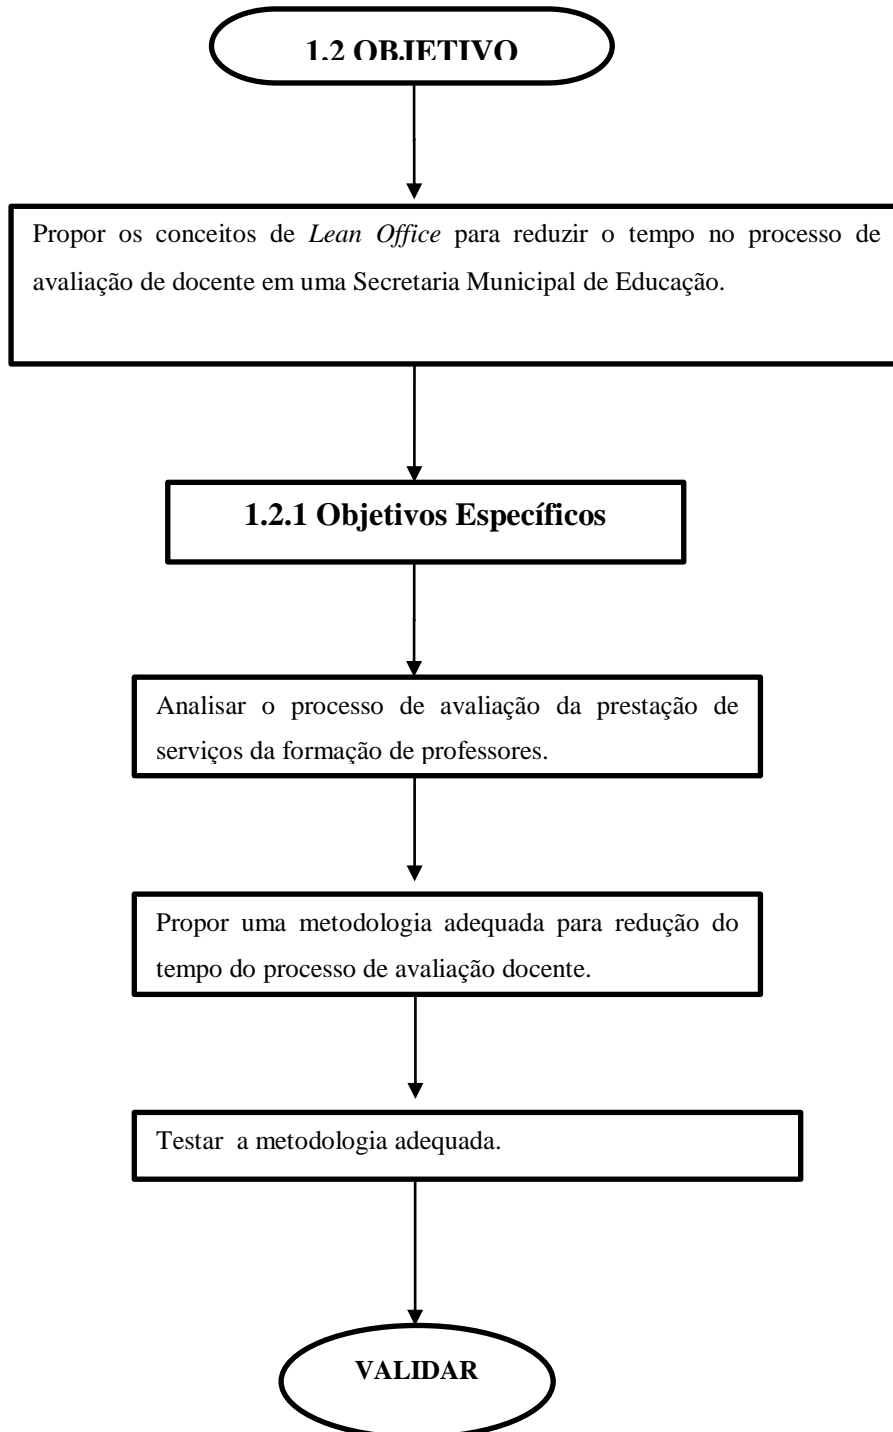 1.2 OBJETIVO
Propor os conceitos de Lean Office para reduzir o tempo no processo de
avaliação de docente em uma Secretaria Municipal de Educação.
1.2.1 Objetivos Específicos
Analisar o processo de avaliação da prestação de
serviços da formação de professores.
Propor uma metodologia adequada para redução do
tempo do processo de avaliação docente.
Testar a metodologia adequada.
VALIDAR